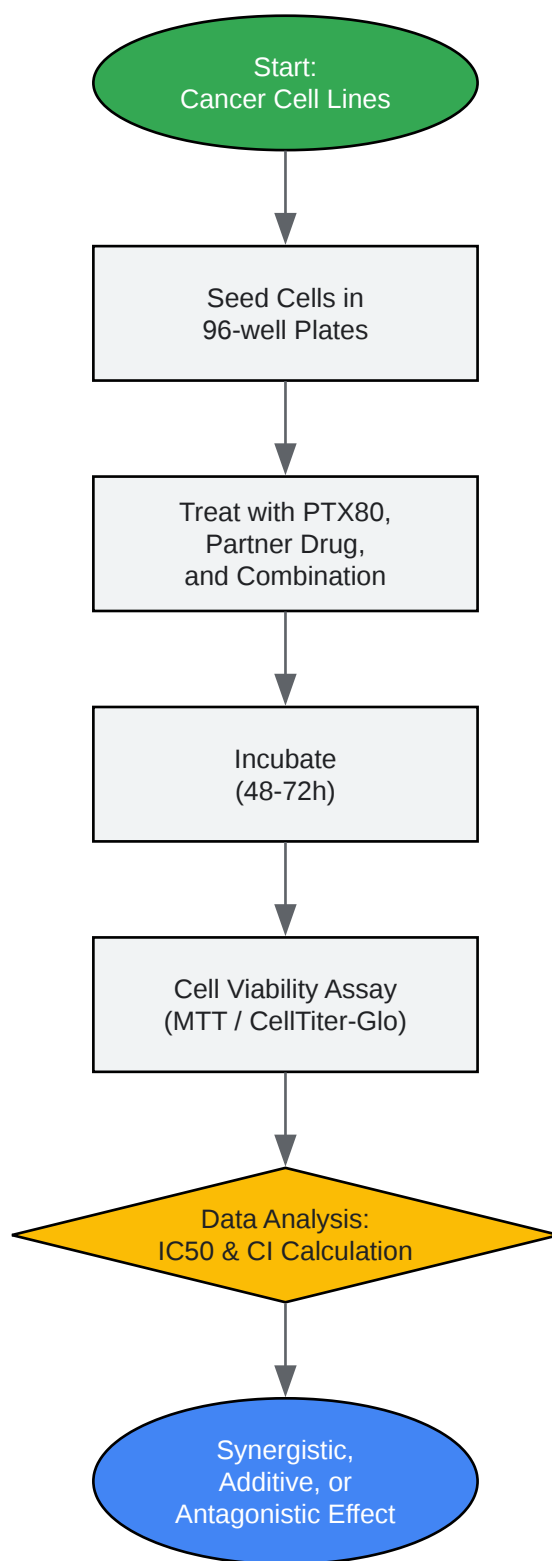 Start:
Cancer Cell Lines
Seed Cells in
96-well Plates
Treat with PTX80,
Partner Drug,
and Combination
Incubate
(48-72h)
Cell Viability Assay
(MTT / CellTiter-Glo)
Data Analysis:
IC50 & CI Calculation
Synergistic,
Additive, or
Antagonistic Effect